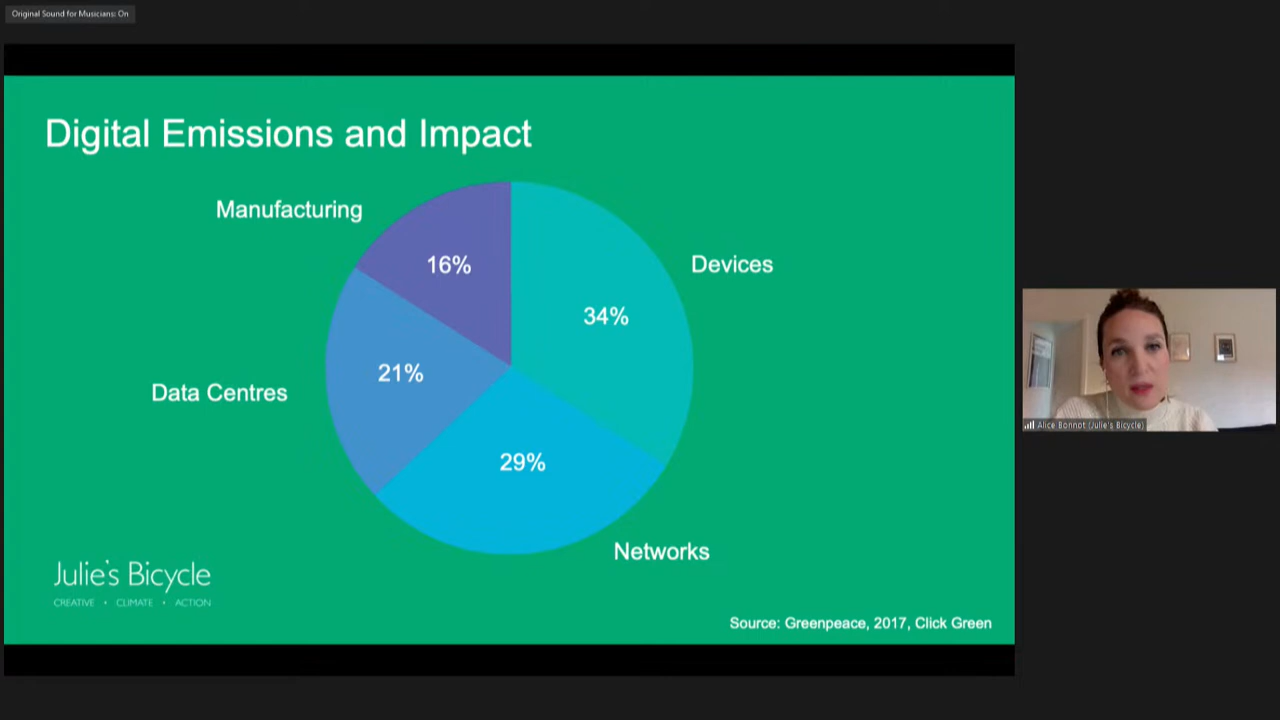 Original Sound for Musicians: On
Digital Emissions and Impact
Manufacturing
16%
Devices
34%
21%
Data Centres
29%
Networks
Julie's Bicycle
CREATIVE • CLIMATE • ACTION
Source: Greenpeace, 2017, Click Green
Alice Bonnot (Julie's Bicycle)